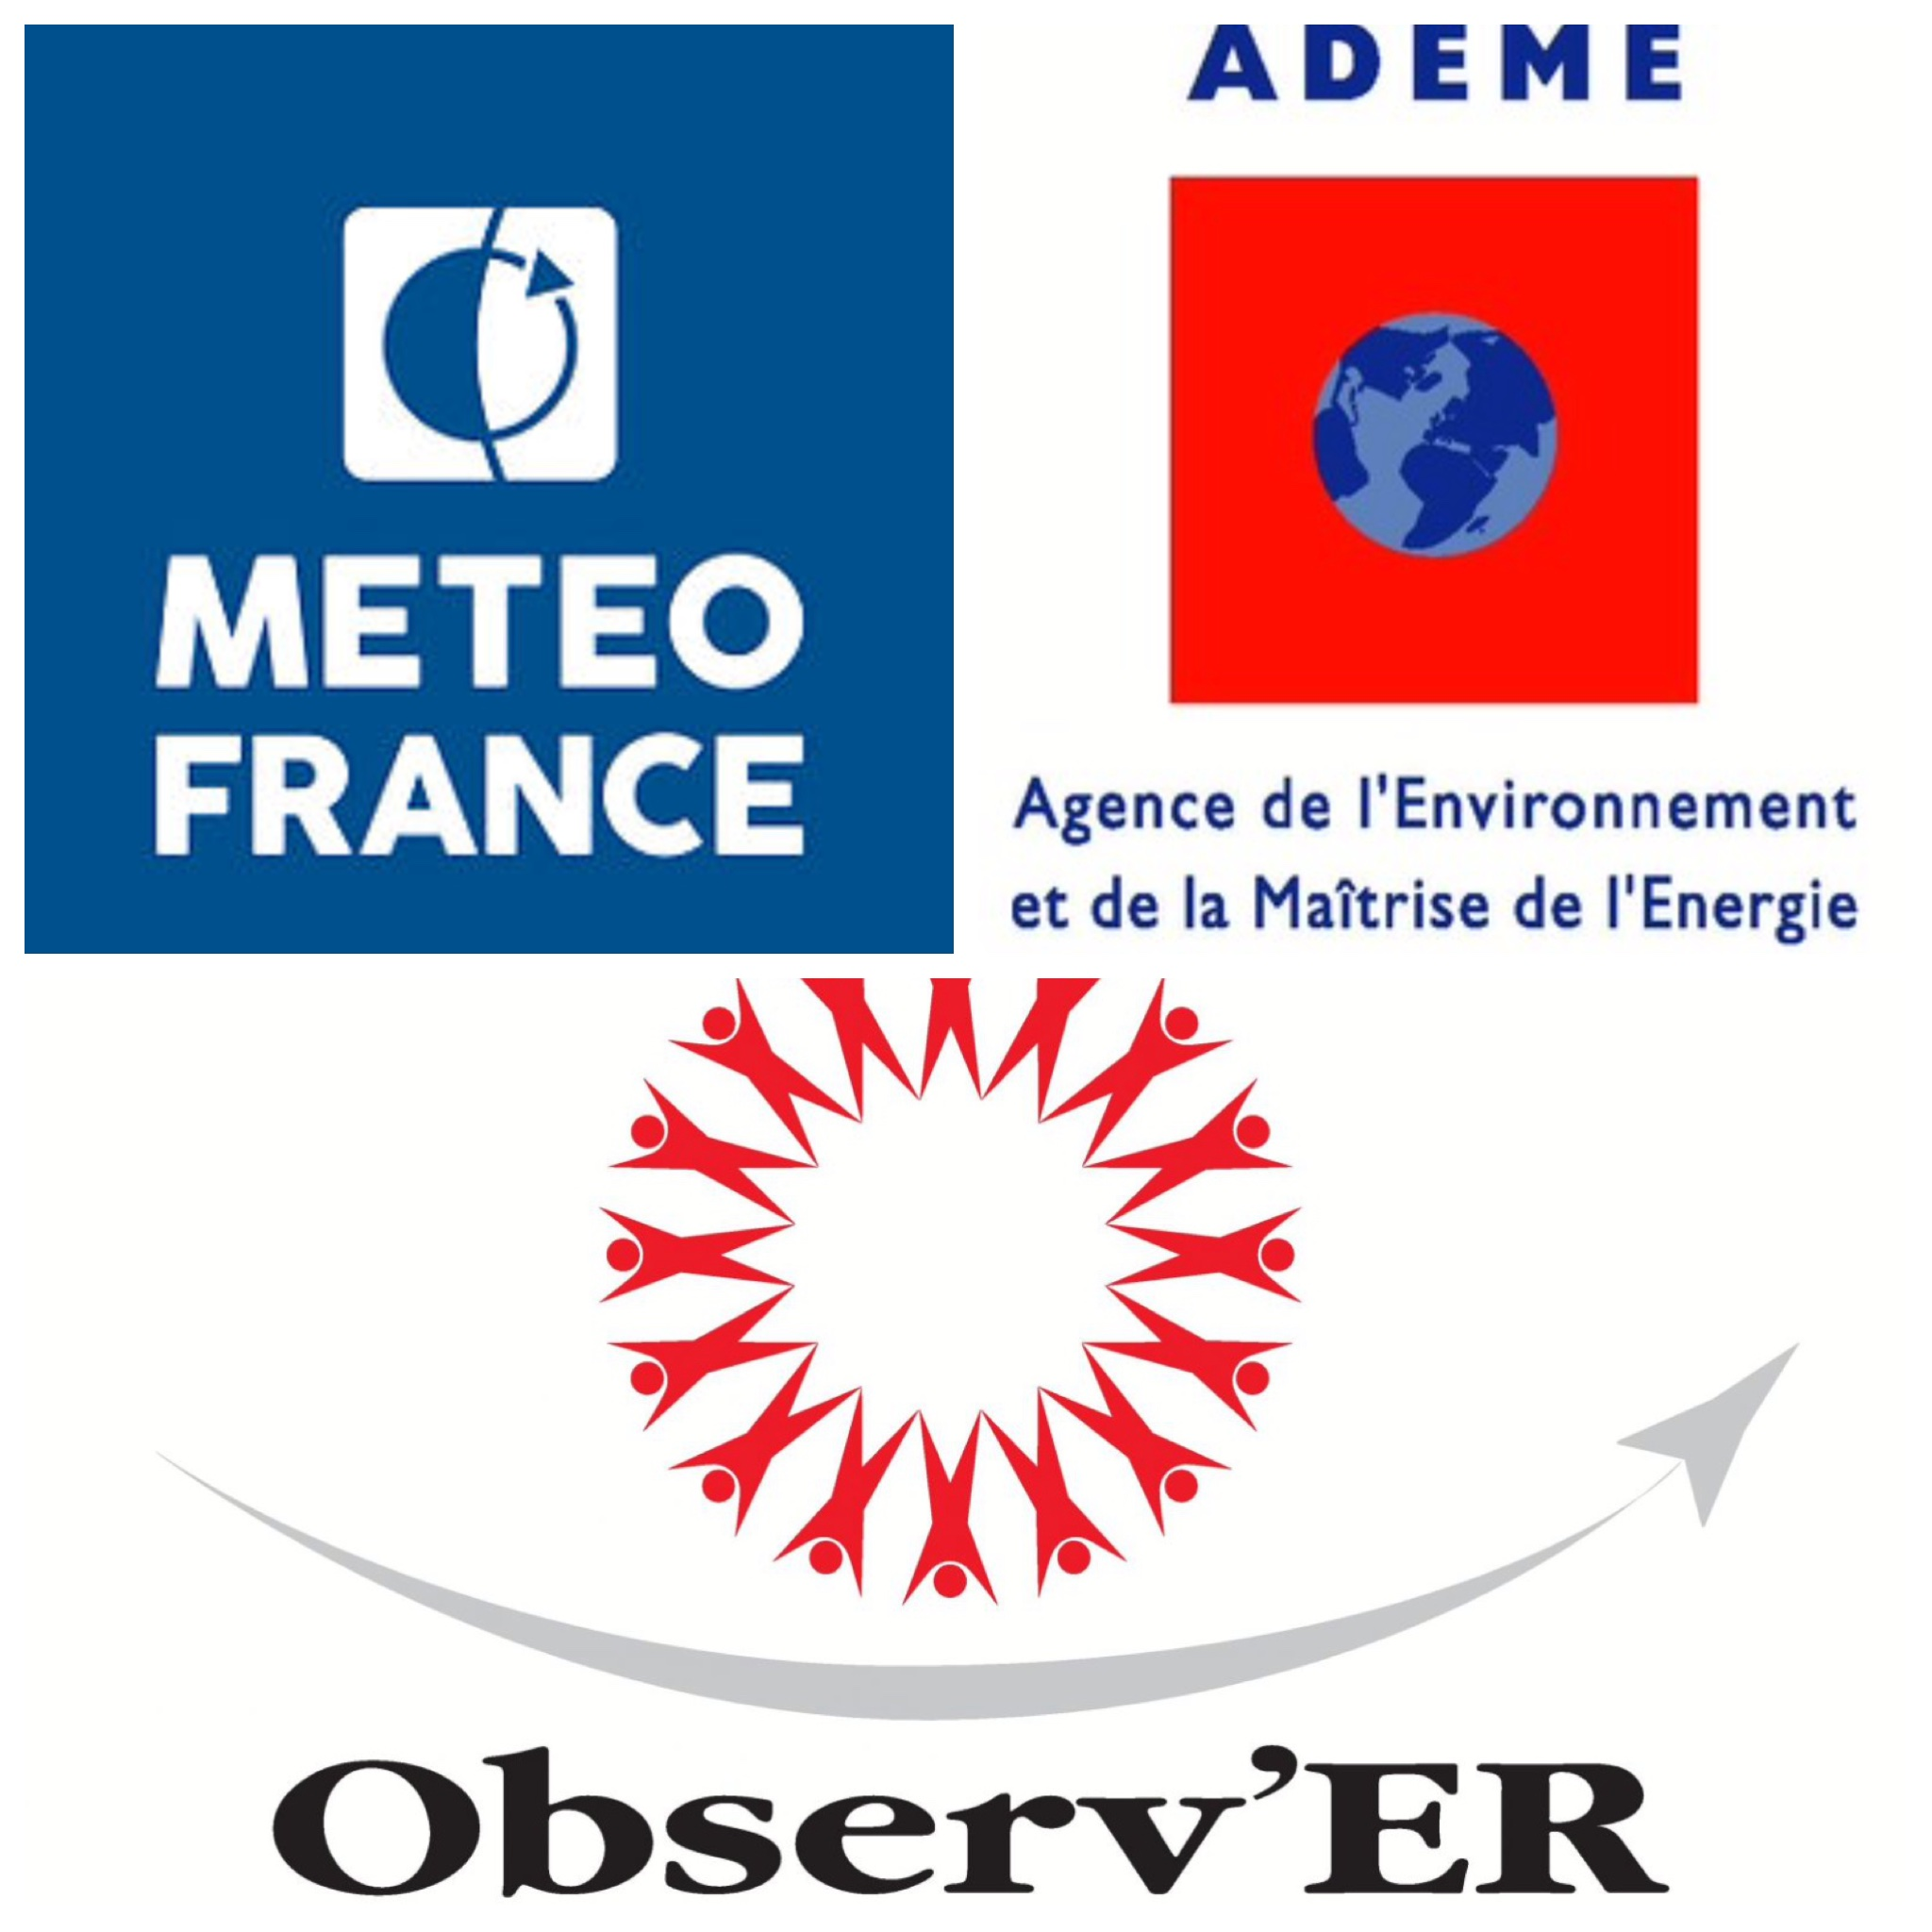 METEO
FRANCE
ADEME
Agence de l'Environnement
et de la Maîtrise de l'Energie
Observ'ER